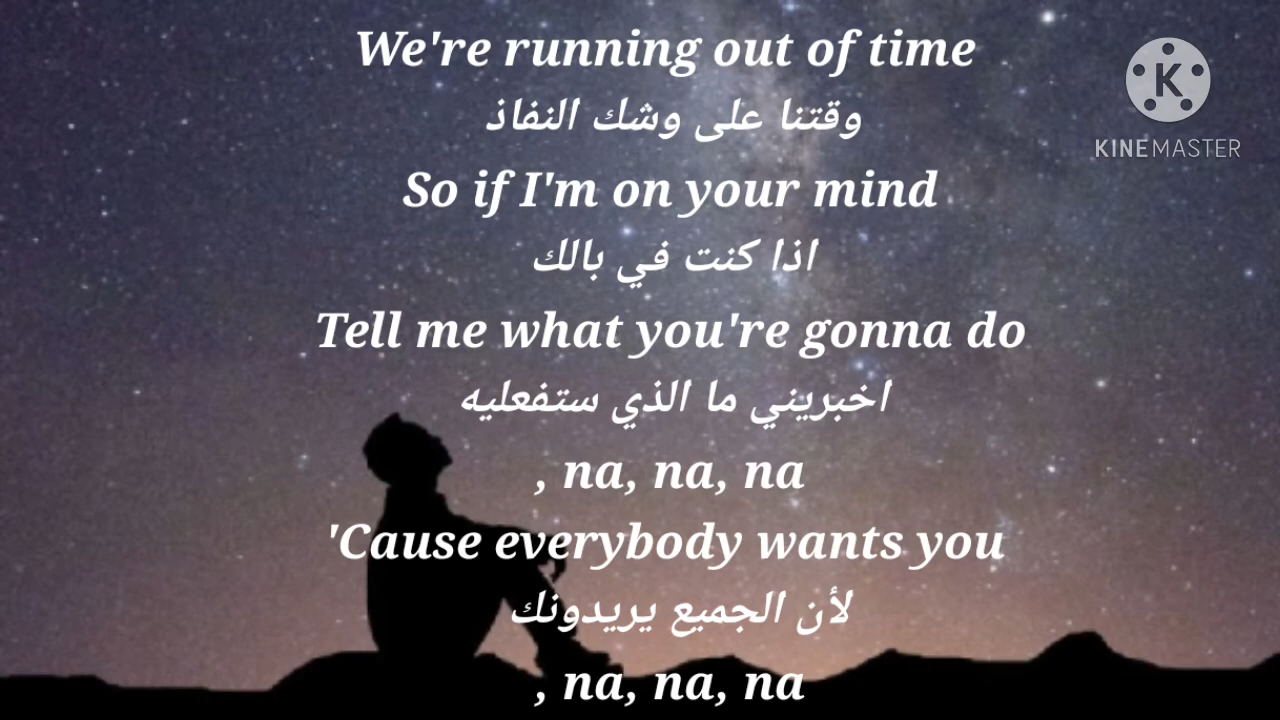 We're running out of time
وقتنا على وشك النفاذ
So if I'm on your mind
اذا كنت في بالك
Tell me what you're gonna do
اخبريني ما الذي ستفعليه
, na, na, na
'Cause everybody wants you
لأن الجميع يريدونك
, na, na, na
K
KINEMASTER